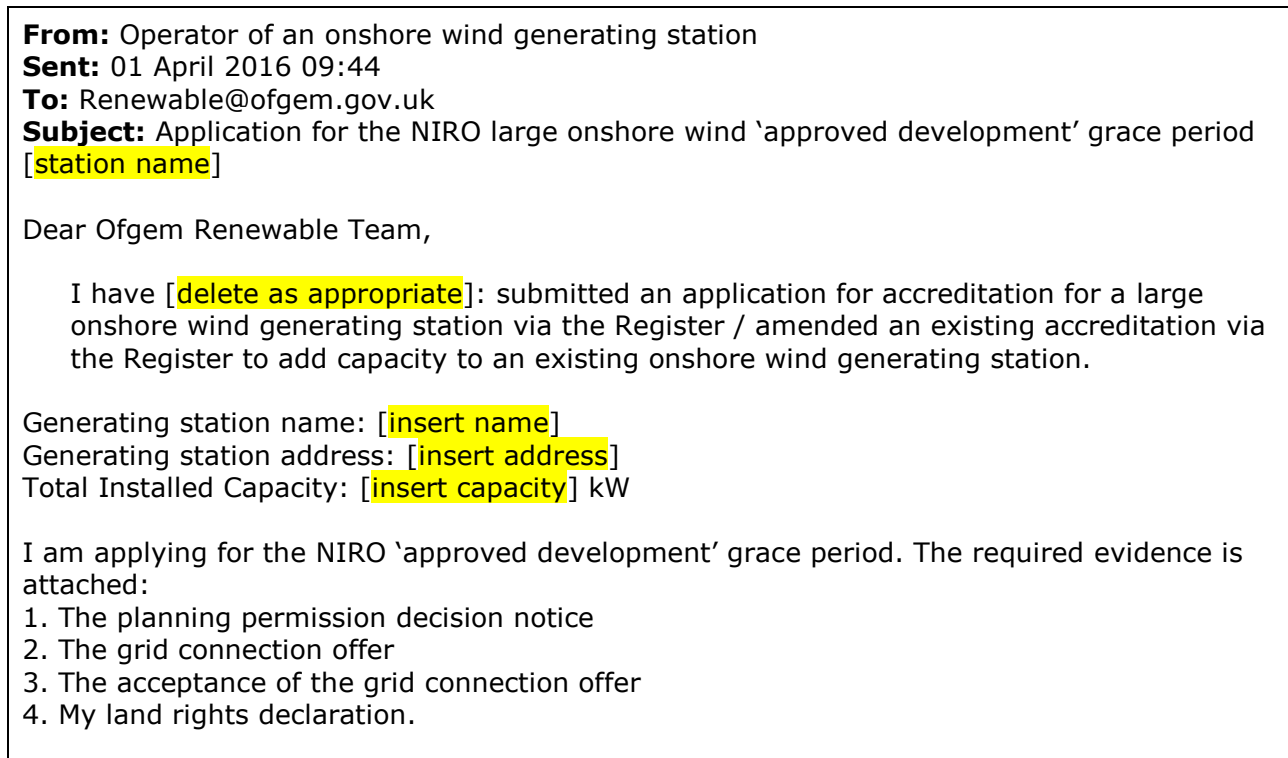 From: Operator of an onshore wind generating station
Sent: 01 April 2016 09:44
To: Renewable@ofgem.gov.uk
Subject: Application for the NIRO large onshore wind ‘approved development’ grace period
[station name]
Dear Ofgem Renewable Team,
I have [delete as appropriate]: submitted an application for accreditation for a large
onshore wind generating station via the Register / amended an existing accreditation via
the Register to add capacity to an existing onshore wind generating station.
Generating station name: [insert name]
Generating station address: [insert address]
Total Installed Capacity: [insert capacity] kW
I am applying for the NIRO ‘approved development’ grace period. The required evidence is
attached:
1. The planning permission decision notice
2. The grid connection offer
3. The acceptance of the grid connection offer
4. My land rights declaration.